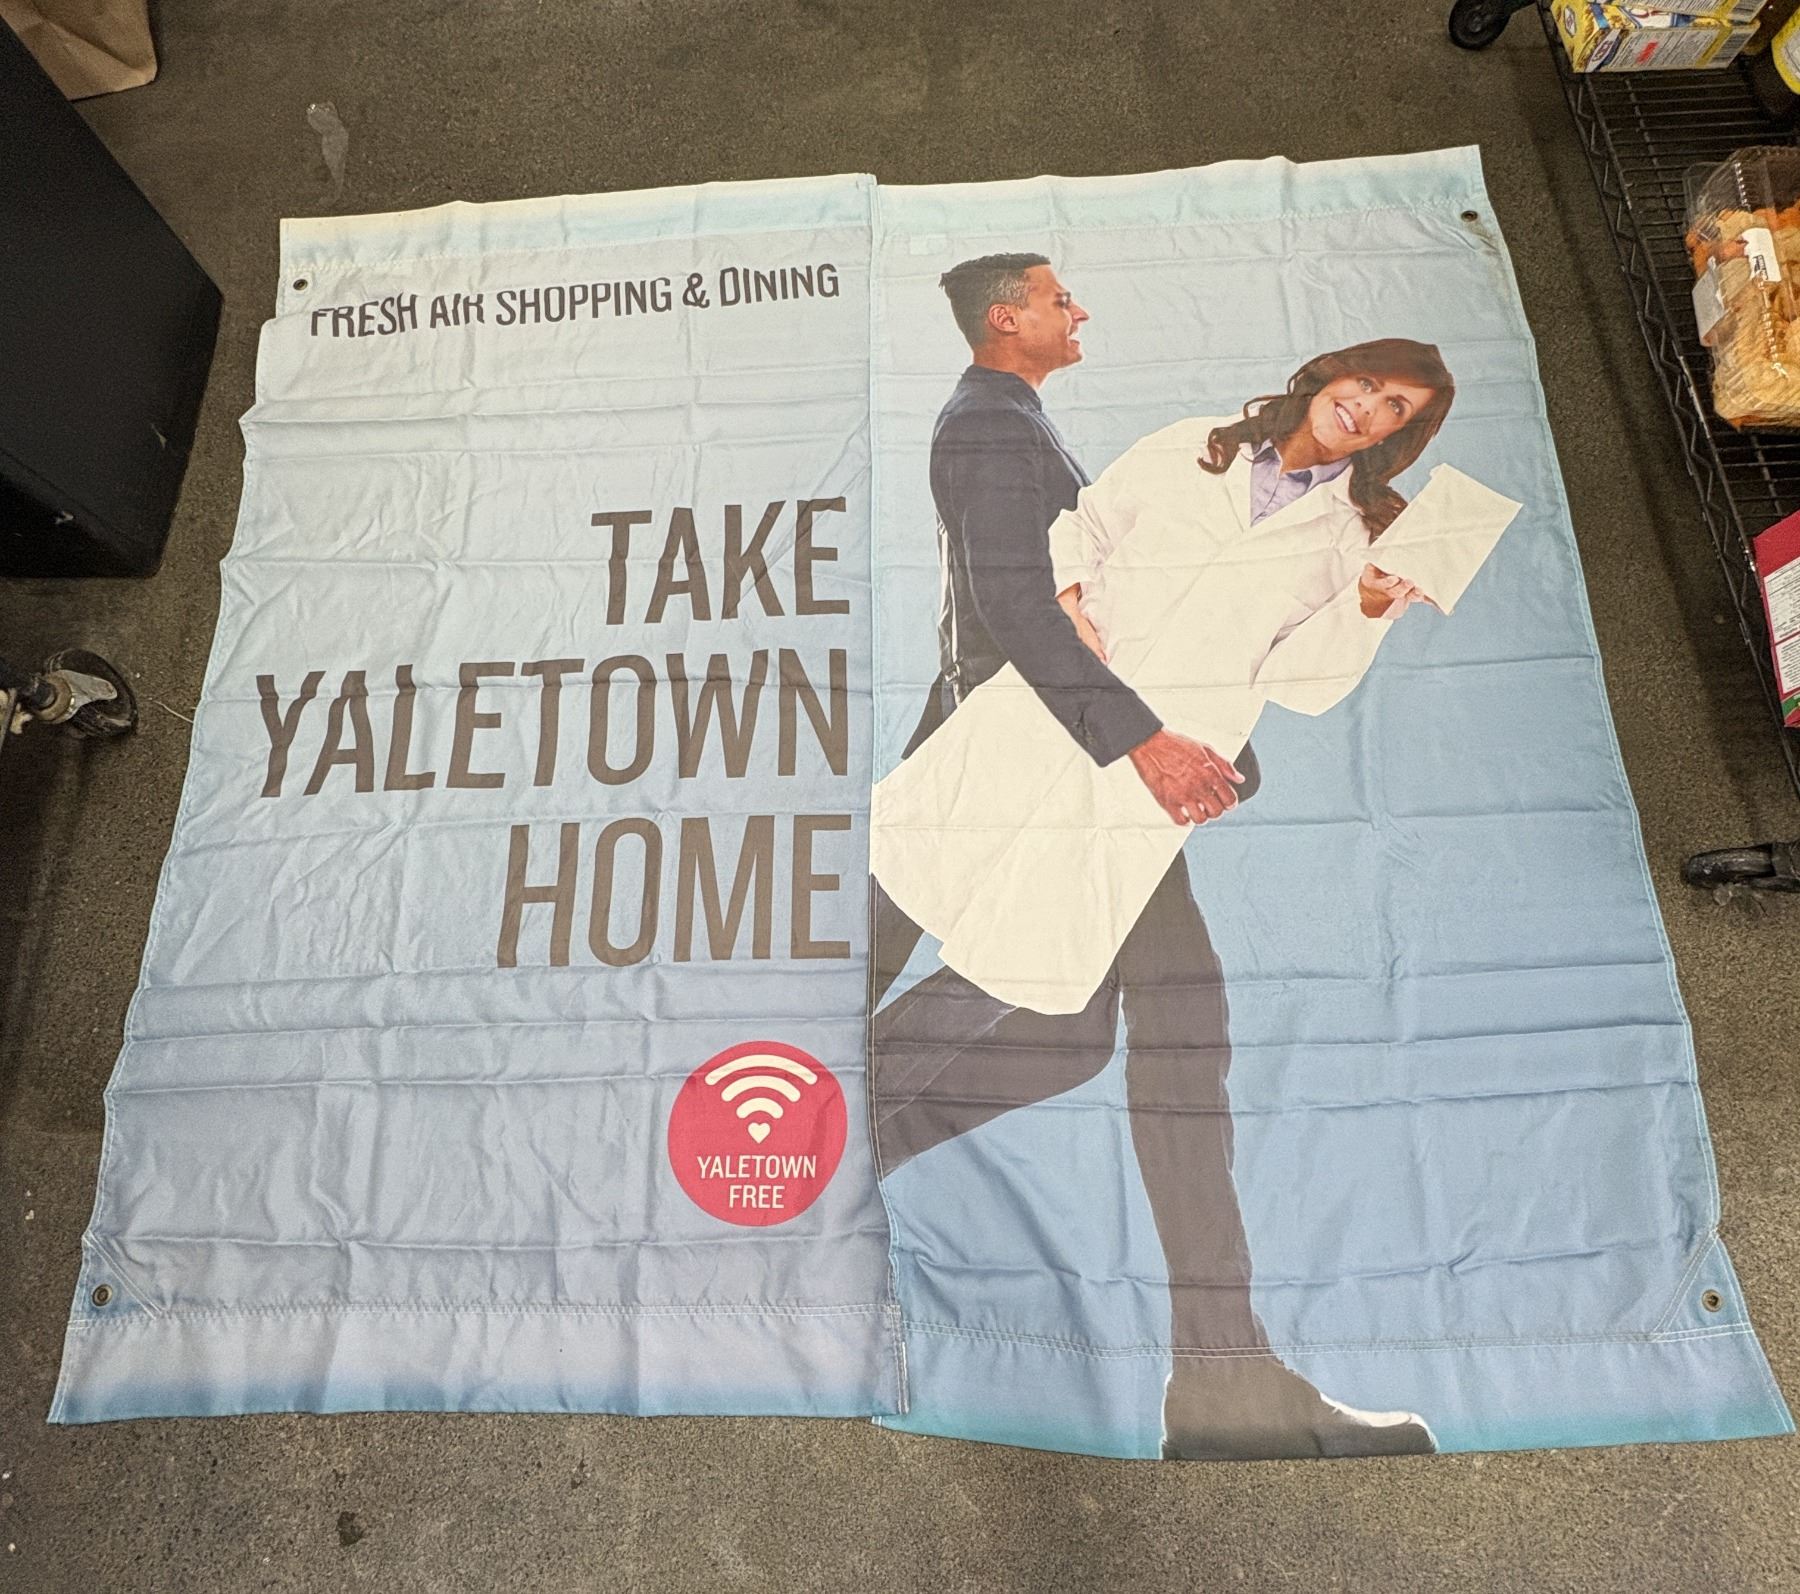 FRESH AIR SHOPPING & DINING
TAKE
YALETOWN
HOME
YALETOWN
FREE